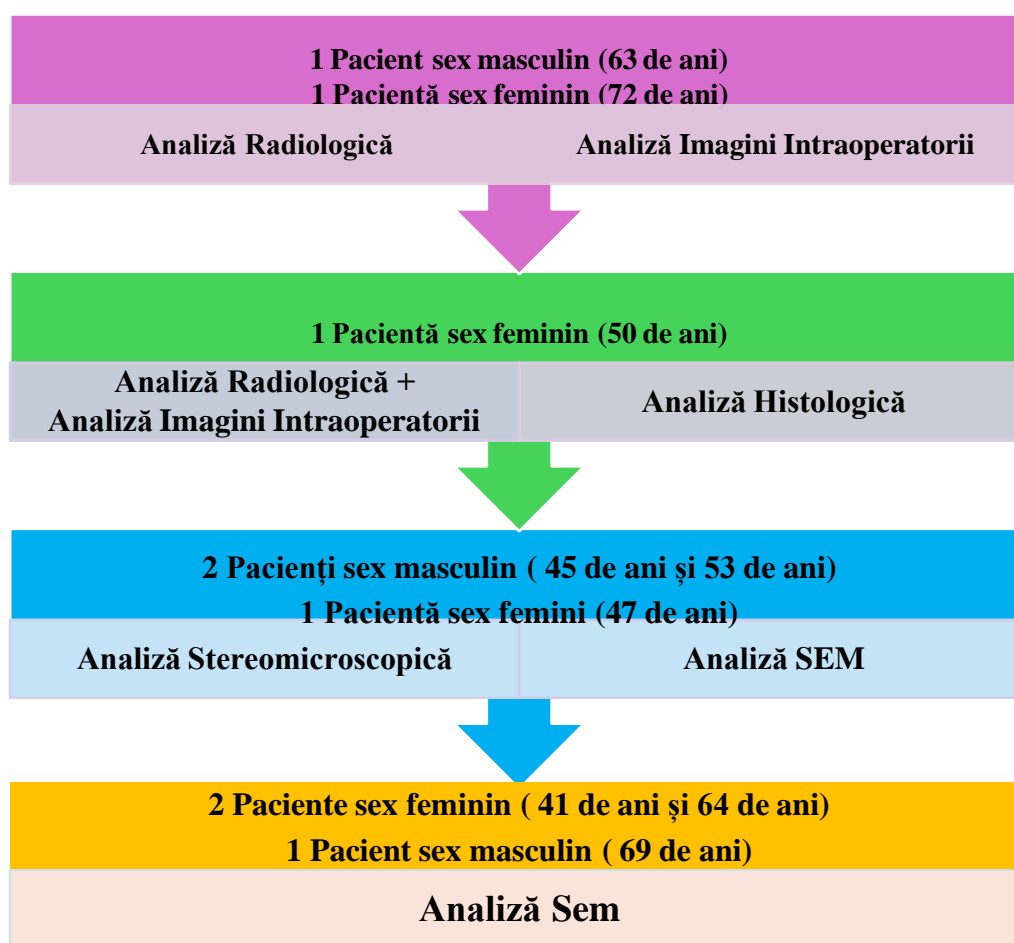 1 Pacient sex masculin (63 de ani)
1 Pacientă sex feminin (72 de ani)
Analiză Radiologică
Analiză Imagini Intraoperatorii
1 Pacientă sex feminin (50 de ani)
Analiză Radiologică +
Analiză Imagini Intraoperatorii
Analiză Histologică
2 Pacienți sex masculin ( 45 de ani și 53 de ani)
1 Pacientă sex femini (47 de ani)
Analiză Stereomicroscopică
Analiză SEM
2 Paciente sex feminin ( 41 de ani și 64 de ani)
1 Pacient sex masculin ( 69 de ani)
Analiză Sem